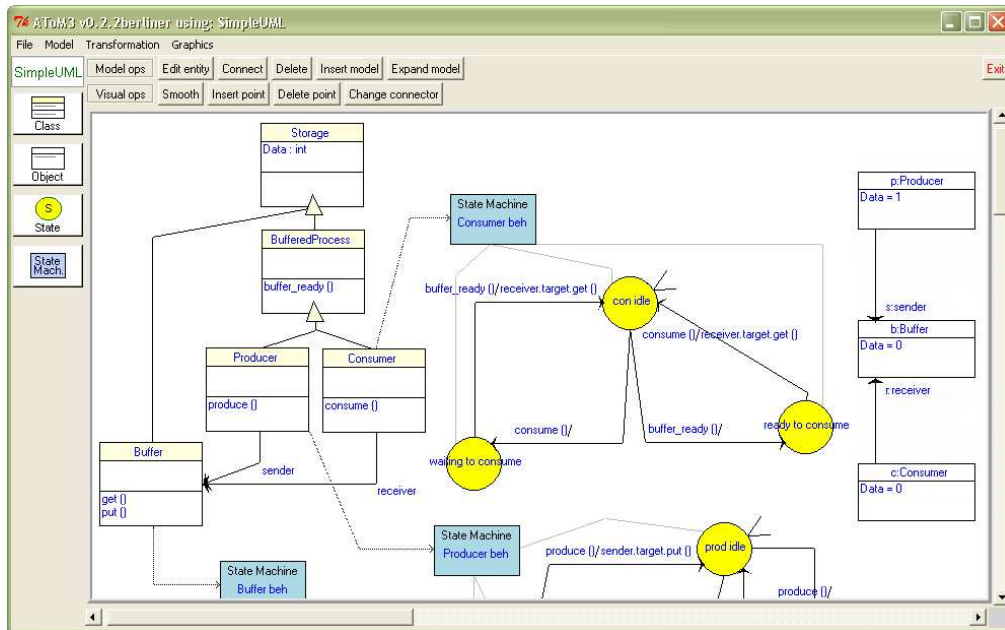 AToM3 v0.2.2berliner using: SimpleUML
File Model Transformation Graphics
SimpleUML
Model ops Edit entity Connect Delete Insert model Expand model
Exit
Visual ops Smooth Insert point Delete point Change connector
Class
Object
S
State
State
Mach.
Storage
Data : int
BufferedProcess
buffer_ready ()
Producer
produce ()
Consumer
consume ()
Buffer
get ()
put ()
sender
receiver
State Machine
Consumer beh
buffer_ready ()/receiver.target.get ()
con idle
consume ()/receiver.target.get ()
consume ()/
buffer_ready ()/
waiting to consume
ready to consume
State Machine
Producer beh
State Machine
Buffer beh
produce ()/sender.target.put ()
prod idle
produce ()/
p:Producer
Data = 1
s:sender
b:Buffer
Data = 0
r:receiver
c:Consumer
Data = 0